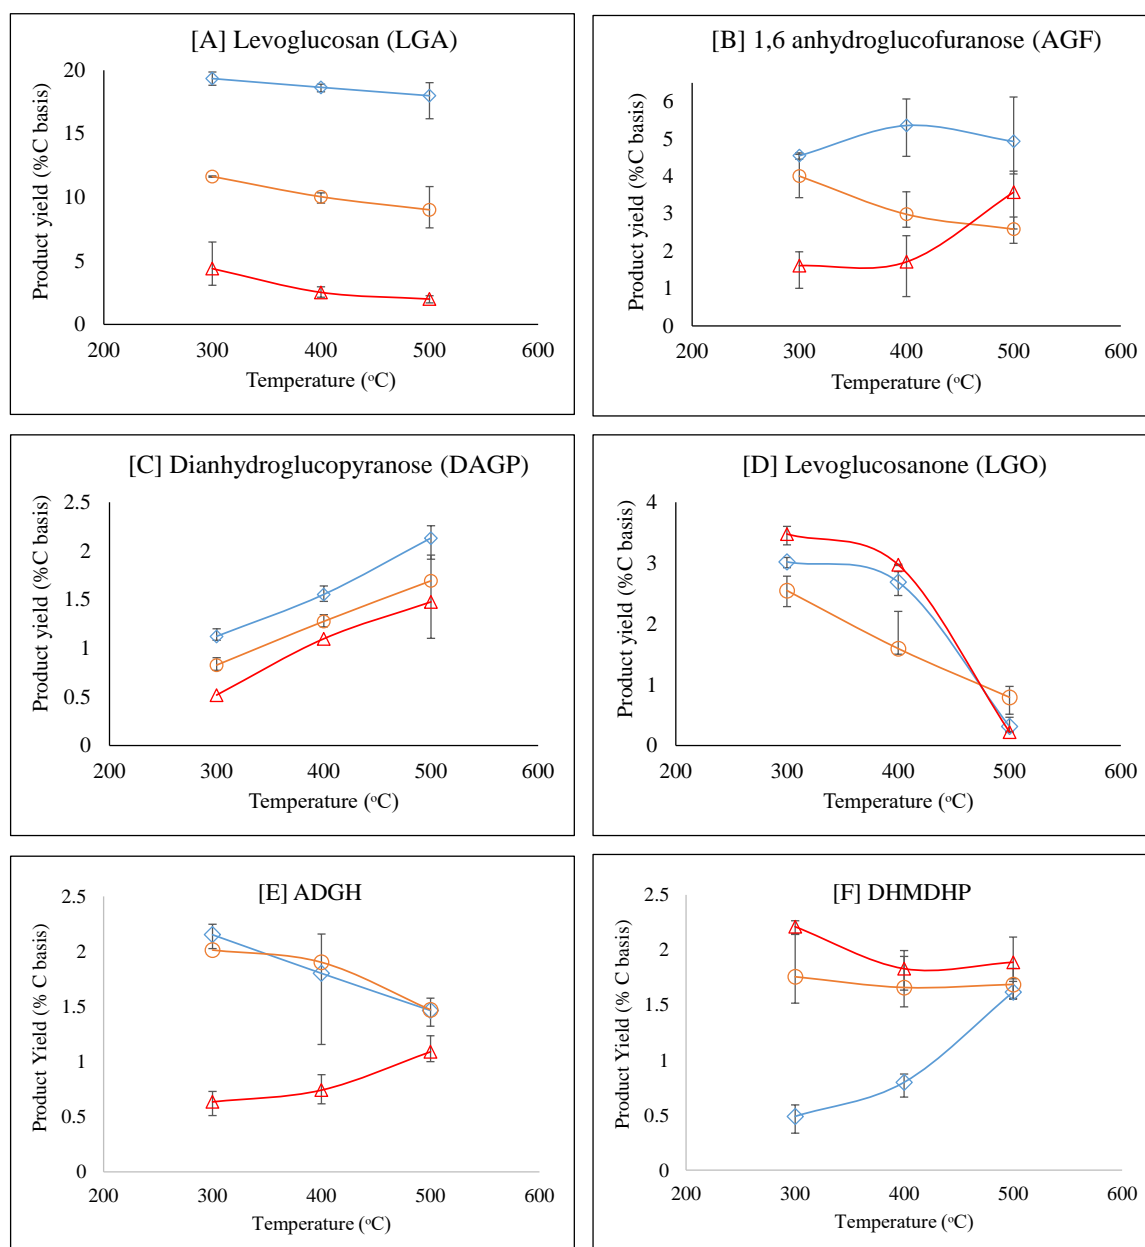 [A] Levoglucosan (LGA)
Product yield (%C basis)
20
15
10
5
0
200 300 400 500 600
Temperature (°C)
[B] 1,6 anhydroglucofuranose (AGF)
Product yield (%C basis)
6
5
4
3
2
1
0
200 300 400 500 600
Temperature (°C)
[C] Dianhydroglucopyranose (DAGP)
Product yield (%C basis)
2.5
2
1.5
1
0.5
0
200 300 400 500 600
Temperature (°C)
[D] Levoglucosanone (LGO)
Product yield (%C basis)
4
3
2
1
0
200 300 400 500 600
Temperature (°C)
[E] ADGH
Product Yield (% C basis)
2.5
2
1.5
1
0.5
0
200 300 400 500 600
Temperature (°C)
[F] DHMDHP
Product Yield (% C basis)
2.5
2
1.5
1
0.5
0
200 300 400 500 600
Temperature (°C)